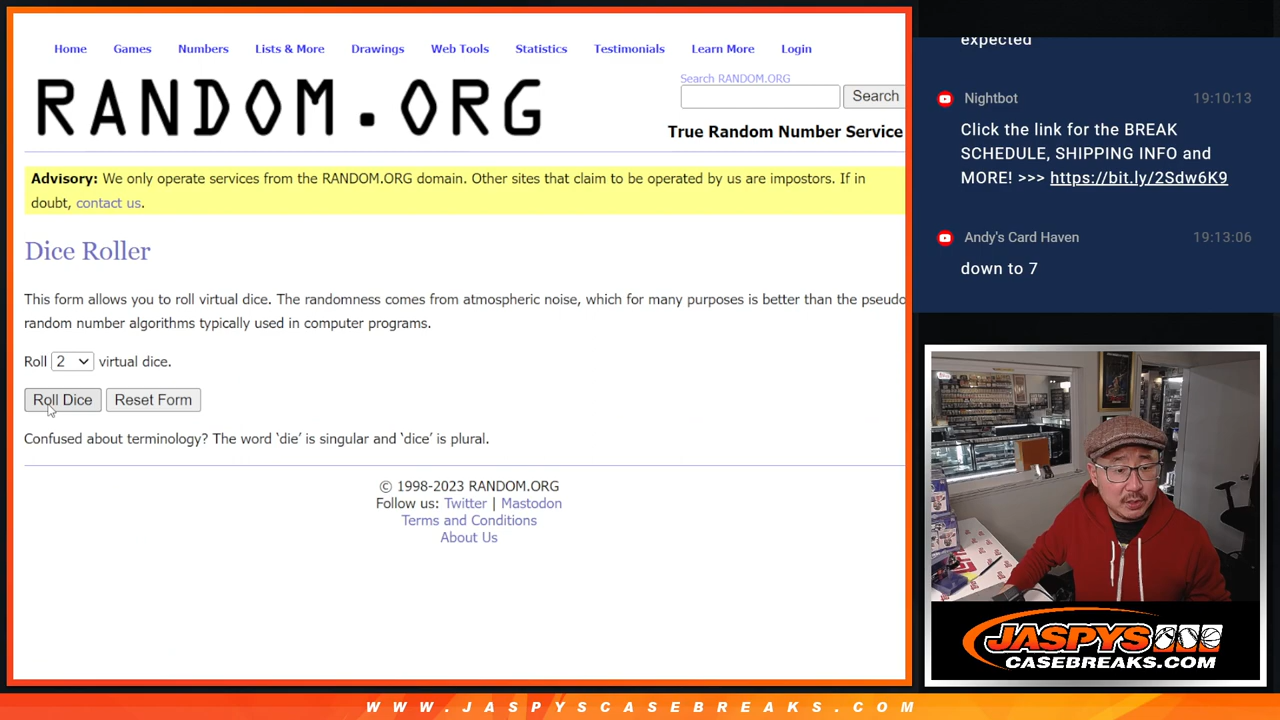 Home Games Numbers Lists & More Drawings Web Tools Statistics Testimonials Learn More Login
RANDOM.ORG
Search RANDOM.ORG
Search
True Random Number Service
Advisory: We only operate services from the RANDOM.ORG domain. Other sites that claim to be operated by us are impostors. If in
doubt, contact us.
Dice Roller
This form allows you to roll virtual dice. The randomness comes from atmospheric noise, which for many purposes is better than the pseudo
random number algorithms typically used in computer programs.
Roll 2 virtual dice.
Roll Dice Reset Form
Confused about terminology? The word ‘die’ is singular and ‘dice’ is plural.
© 1998-2023 RANDOM.ORG
Follow us: Twitter | Mastodon
Terms and Conditions
About Us
expected
Nightbot 19:10:13
Click the link for the BREAK
SCHEDULE, SHIPPING INFO and
MORE! >>> https://bit.ly/2Sdw6K9
Andy's Card Haven 19:13:06
down to 7
JASPYS
CASEBREAKS.COM
WWW.JASPYSCASEBREAKS.COM